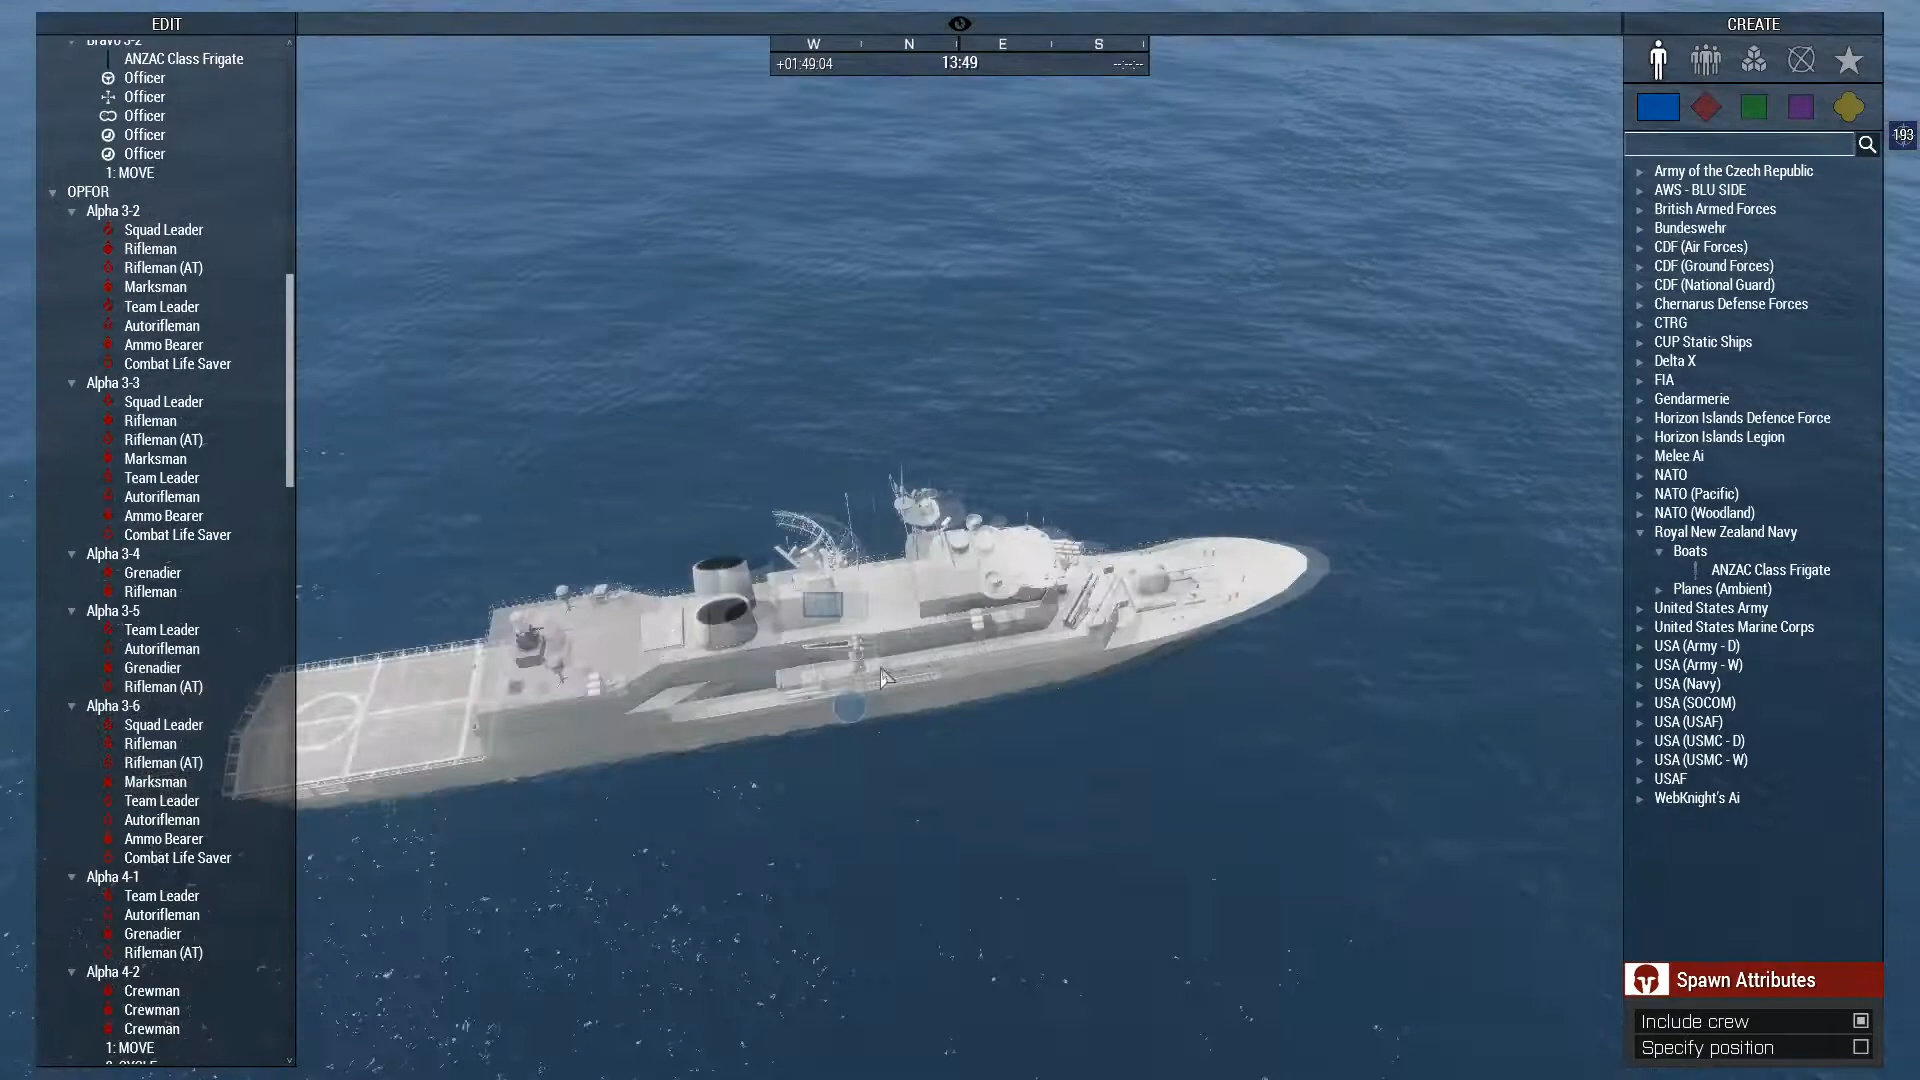 EDIT
Bravo 3-2
ANZAC Class Frigate
Officer
Officer
Officer
Officer
Officer
1: MOVE
OPFOR
Alpha 3-2
Squad Leader
Rifleman
Rifleman (AT)
Marksman
Team Leader
Autorifleman
Ammo Bearer
Combat Life Saver
Alpha 3-3
Squad Leader
Rifleman
Rifleman (AT)
Marksman
Team Leader
Autorifleman
Ammo Bearer
Combat Life Saver
Alpha 3-4
Grenadier
Rifleman
Alpha 3-5
Team Leader
Autorifleman
Grenadier
Rifleman (AT)
Alpha 3-6
Squad Leader
Rifleman
Rifleman (AT)
Marksman
Team Leader
Autorifleman
Ammo Bearer
Combat Life Saver
Alpha 4-1
Team Leader
Autorifleman
Grenadier
Rifleman (AT)
Alpha 4-2
Crewman
Crewman
Crewman
1: MOVE
W N E S
+01:49:04 13:49 --:--:--
CREATE
193
Army of the Czech Republic
AWS - BLU SIDE
British Armed Forces
Bundeswehr
CDF (Air Forces)
CDF (Ground Forces)
CDF (National Guard)
Chernarus Defense Forces
CTRG
CUP Static Ships
Delta X
FIA
Gendarmerie
Horizon Islands Defence Force
Horizon Islands Legion
Melee Ai
NATO
NATO (Pacific)
NATO (Woodland)
Royal New Zealand Navy
Boats
ANZAC Class Frigate
Planes (Ambient)
United States Army
United States Marine Corps
USA (Army - D)
USA (Army - W)
USA (Navy)
USA (SOCOM)
USA (USAF)
USA (USMC - D)
USA (USMC - W)
USAF
WebKnight's Ai
Spawn Attributes
Include crew
Specify position